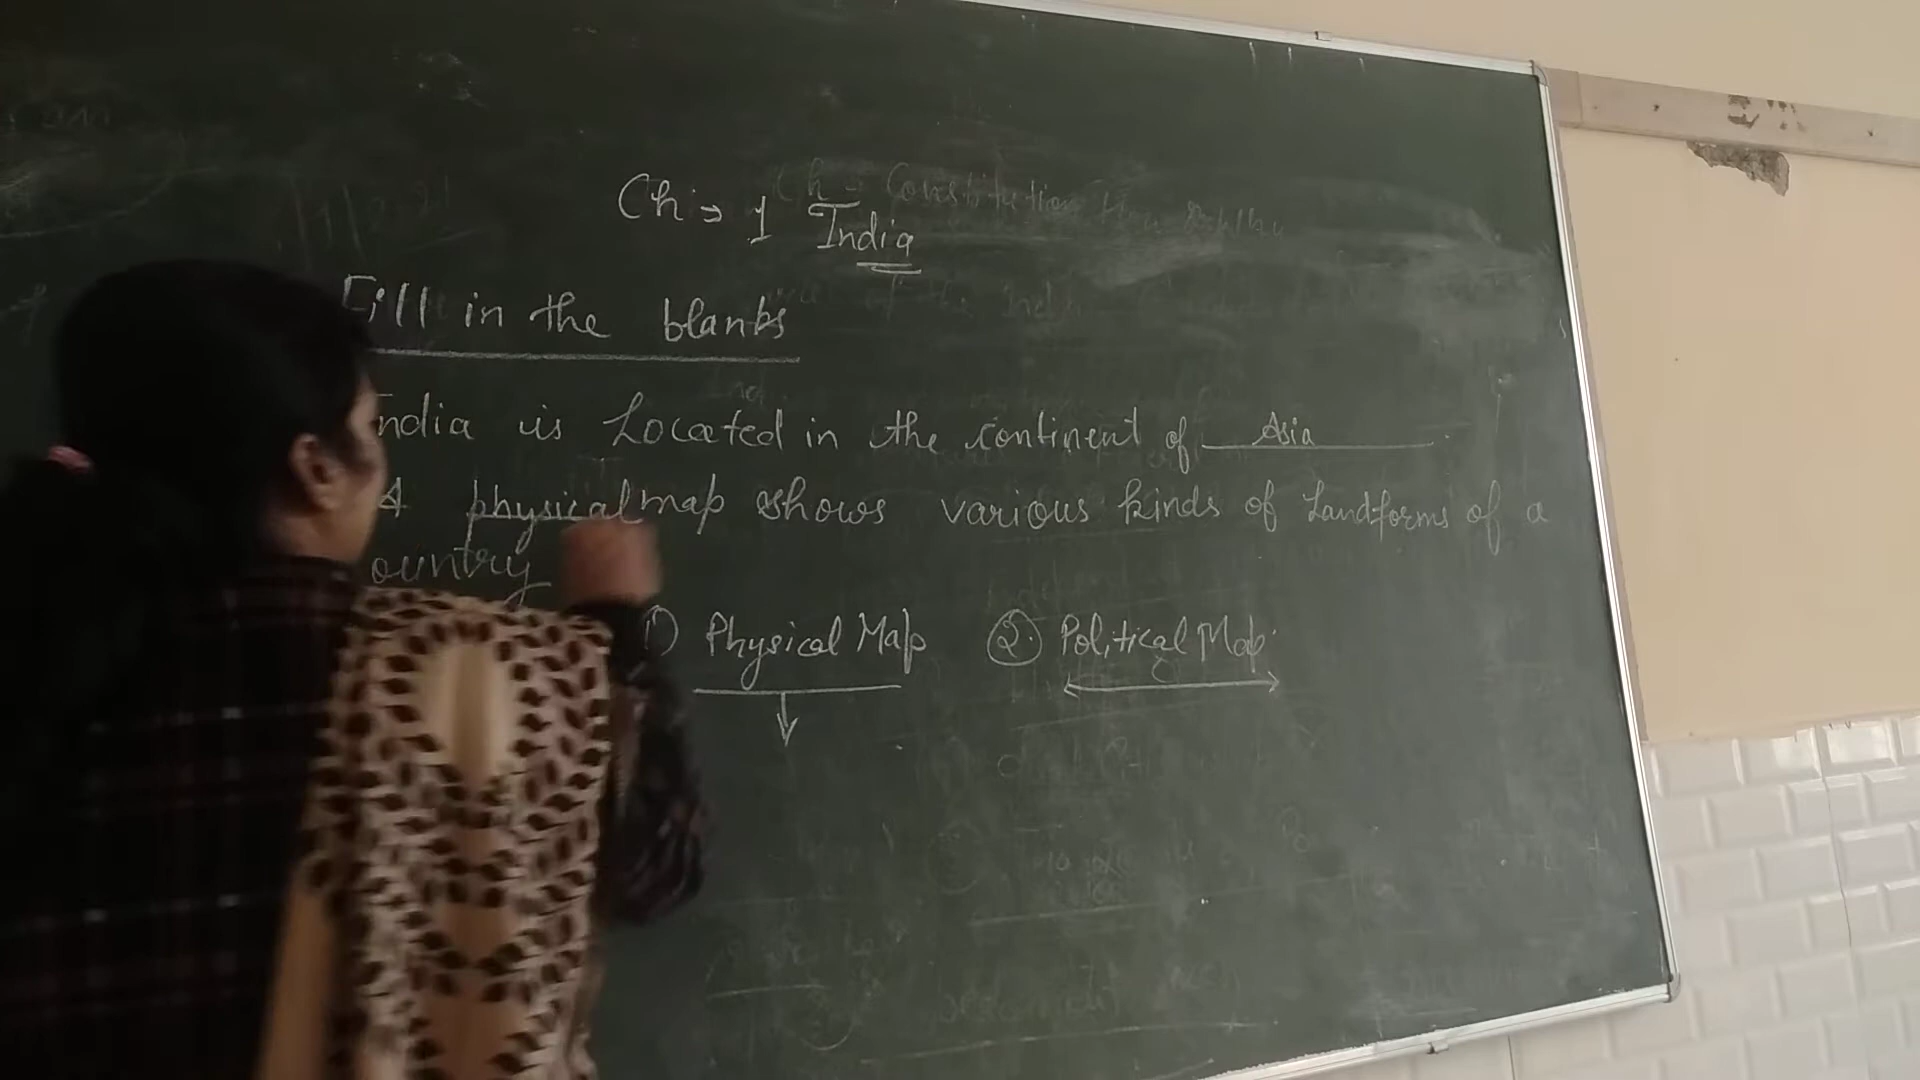 Ch → 1 India
Fill in the blanks
India is Located in the continent of Asia.
A physical map shows various kinds of Landforms of a
country
1) Physical Map 2. Political Map.